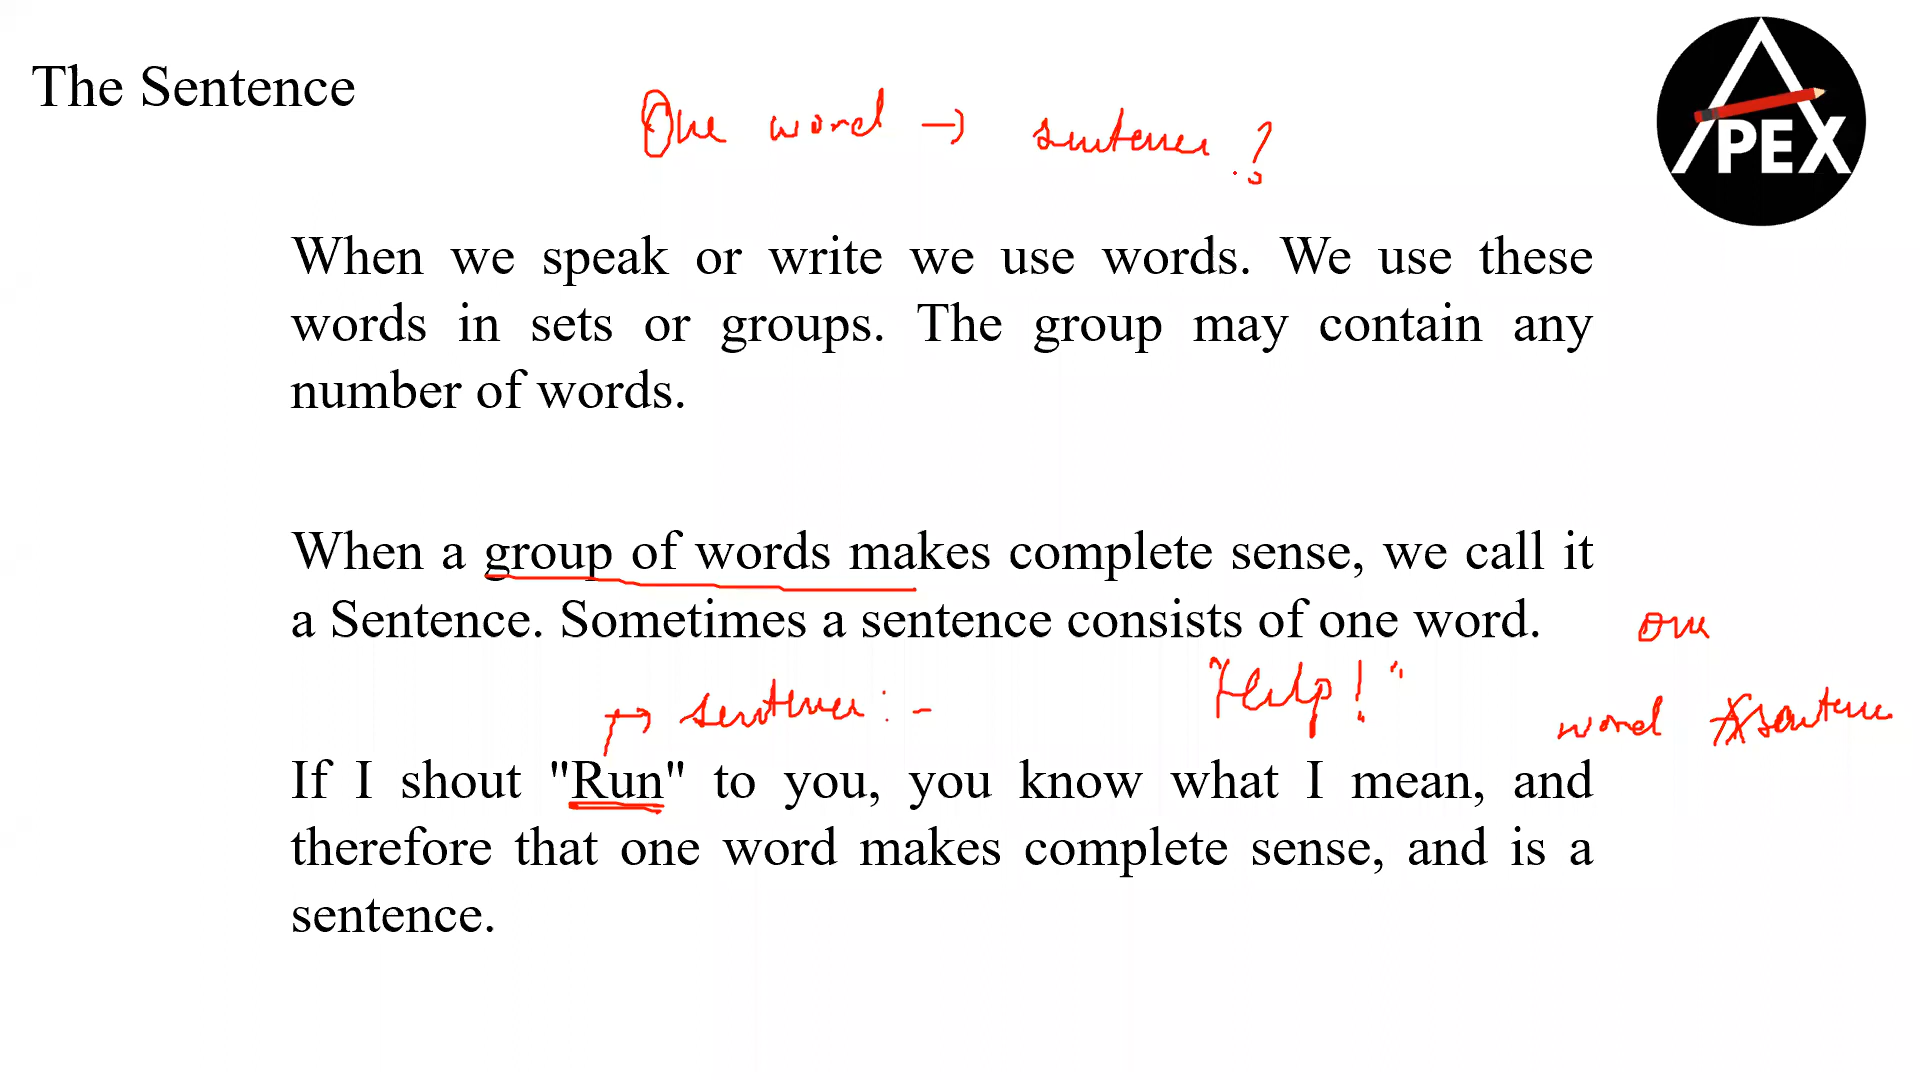 The Sentence
One word → sentence ?
APEX
When we speak or write we use words. We use these
words in sets or groups. The group may contain any
number of words.
When a group of words makes complete sense, we call it
a Sentence. Sometimes a sentence consists of one word.
one
word sentence
→ sentence :-
"Help!"
If I shout "Run" to you, you know what I mean, and
therefore that one word makes complete sense, and is a
sentence.